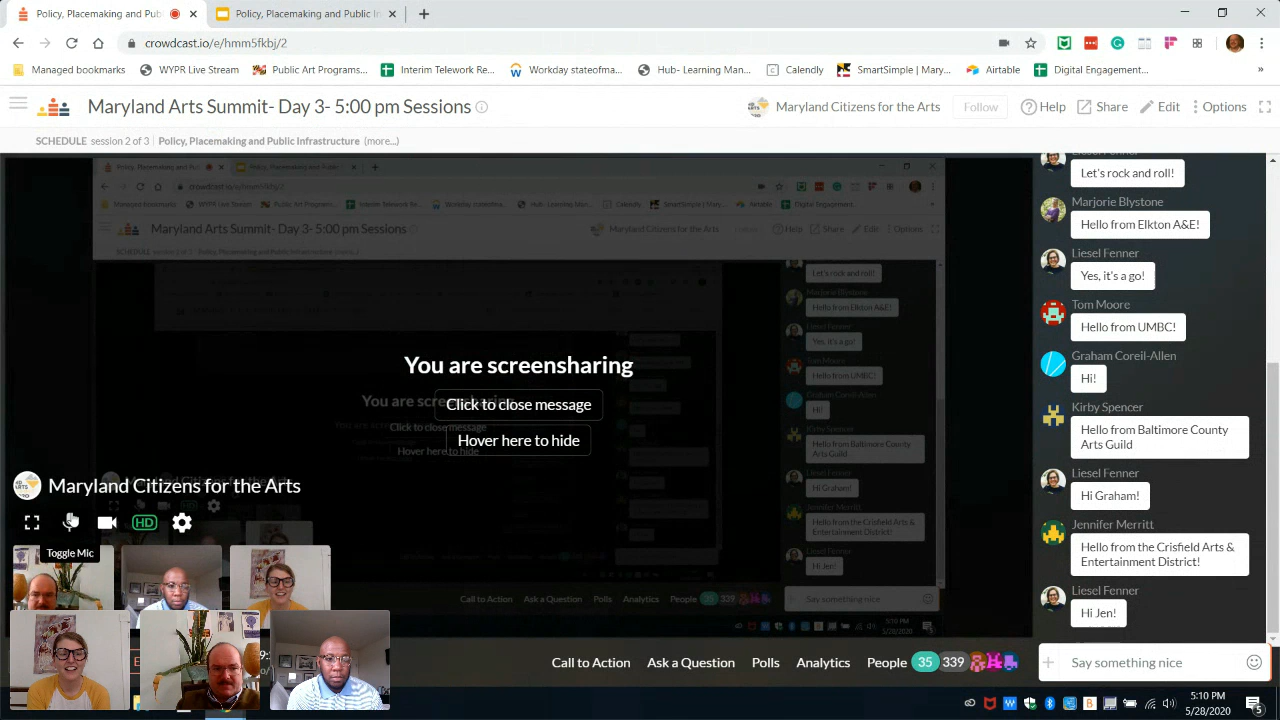 Policy, Placemaking and Pub
Policy, Placemaking and Public In
crowdcast.io/e/hmm5fkbj/2
Managed bookmarks
WYPR Live Stream
Public Art Programs...
Interim Telework Re...
Workday stateofma...
Hub- Learning Man...
Calendly
SmartSimple | Mary...
Airtable
Digital Engagement...
Maryland Arts Summit- Day 3- 5:00 pm Sessions
Maryland Citizens for the Arts
Follow
Help
Share
Edit
Options
SCHEDULE session 2 of 3 Policy, Placemaking and Public Infrastructure (more...)
You are screensharing
Click to close message
Hover here to hide
Maryland Citizens for the Arts
HD
Toggle Mic
Liesel Fenner
Let's rock and roll!
Marjorie Blystone
Hello from Elkton A&E!
Liesel Fenner
Yes, it's a go!
Tom Moore
Hello from UMBC!
Graham Coreil-Allen
Hi!
Kirby Spencer
Hello from Baltimore County
Arts Guild
Liesel Fenner
Hi Graham!
Jennifer Merritt
Hello from the Crisfield Arts &
Entertainment District!
Liesel Fenner
Hi Jen!
Call to Action
Ask a Question
Polls
Analytics
People 35 339
Say something nice
5:10 PM
5/28/2020